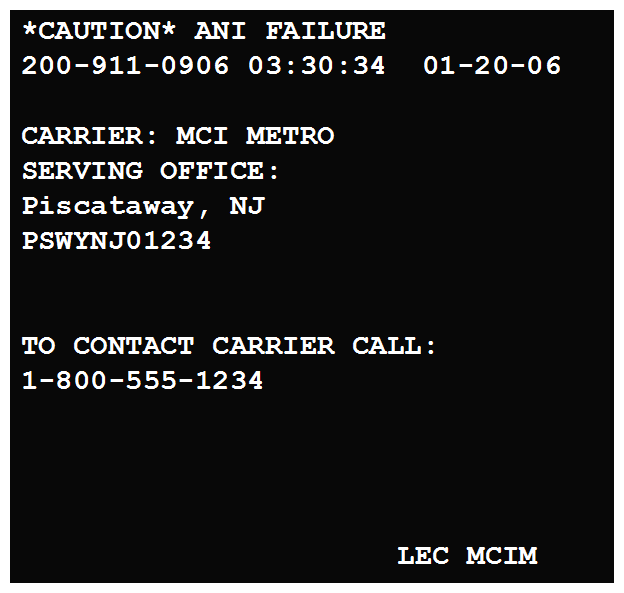 *CAUTION* ANI FAILURE
200-911-0906 03:30:34 01-20-06
CARRIER: MCI METRO
SERVING OFFICE:
Piscataway, NJ
PSWYNJ01234
TO CONTACT CARRIER CALL:
1-800-555-1234
LEC MCIM